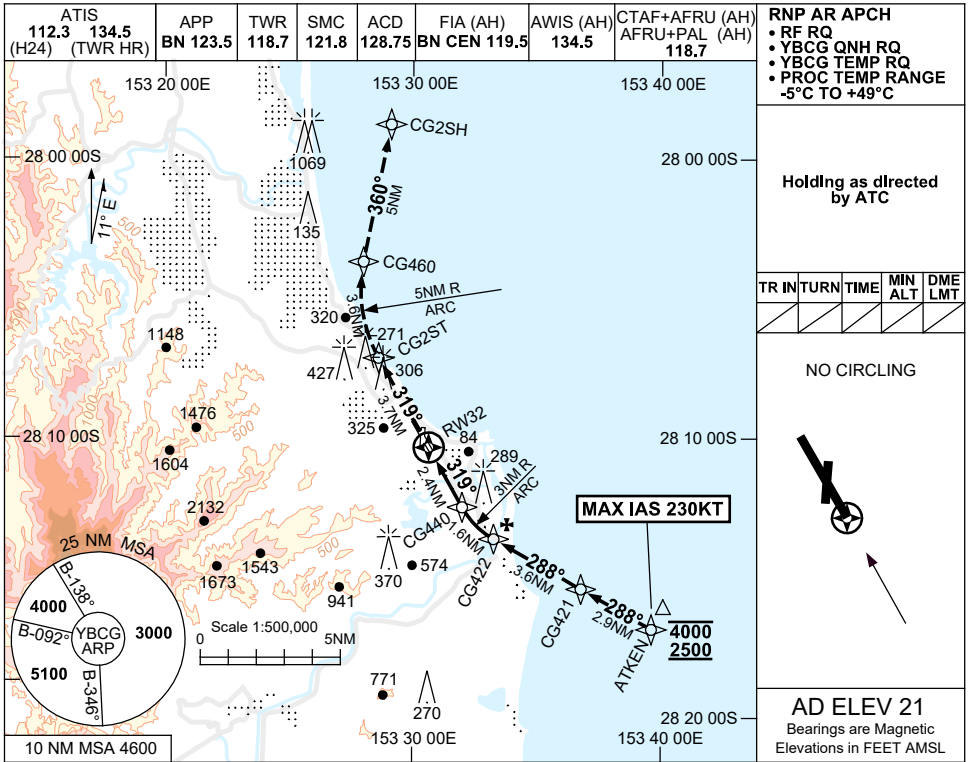 ATIS
112.3 134.5
(H24) (TWR HR)
APP
BN 123.5
TWR
118.7
SMC
121.8
ACD
128.75
FIA (AH)
BN CEN 119.5
AWIS (AH)
134.5
CTAF+AFRU (AH)
AFRU+PAL (AH)
118.7
RNP AR APCH
• RF RQ
• YBCG QNH RQ
• YBCG TEMP RQ
• PROC TEMP RANGE
-5°C TO +49°C
Holding as directed
by ATC
TR IN
TURN
TIME
MIN
ALT
DME
LMT
NO CIRCLING
AD ELEV 21
Bearings are Magnetic
Elevations in FEET AMSL
153 20 00E
153 30 00E
153 40 00E
CG2SH
28 00 00S
28 00 00S
1069
11° E
500
360°
5NM
135
CG460
5NM R
ARC
3.6NM
320
271
CG2ST
1148
427
306
1000
3.7NM
319°
1476
500
325
RW32
28 10 00S
84
28 10 00S
1604
289
319°
2.4NM
3NM R
ARC
2132
CG440
1.6NM
MAX IAS 230KT
500
25 NM MSA
1543
CG422
288°
3.6NM
370
574
1673
941
CG421
288°
2.9NM
ATKEN
4000
2500
B-138°
4000
3000
B-092°
YBCG
ARP
5100
B-346°
Scale 1:500,000
0
5NM
771
270
28 20 00S
10 NM MSA 4600
153 30 00E
153 40 00E